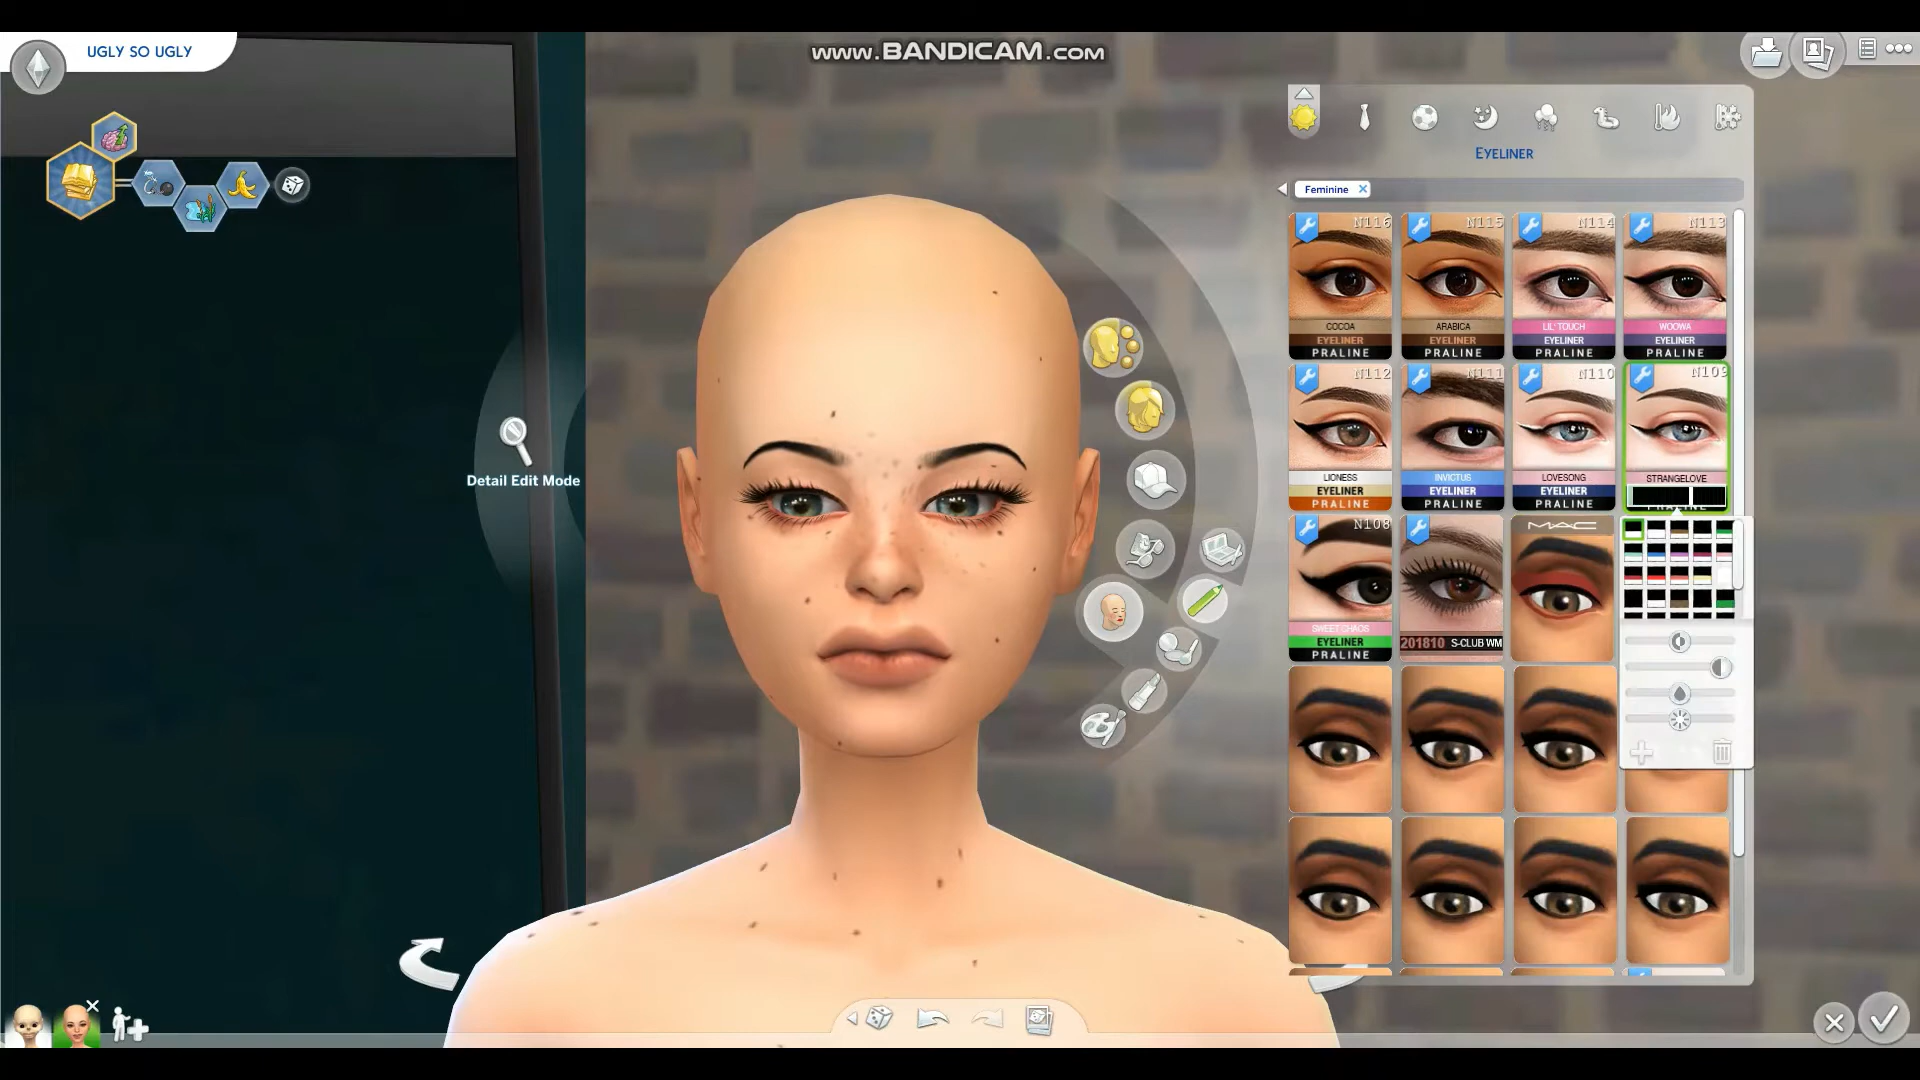 UGLY SO UGLY
www.BANDICAM.com
EYELINER
Feminine
N116
N115
N114
N113
COCOA
ARABICA
LIL' TOUCH
WOOWA
EYELINER
EYELINER
EYELINER
EYELINER
PRALINE
PRALINE
PRALINE
PRALINE
N112
N111
N110
N109
Detail Edit Mode
LIONESS
INVICTUS
LOVESONG
STRANGELOVE
EYELINER
EYELINER
EYELINER
PRALINE
PRALINE
PRALINE
PRALINE
N108
MAC
SWEET CHAOS
EYELINER
PRALINE
201810 S-CLUB WM